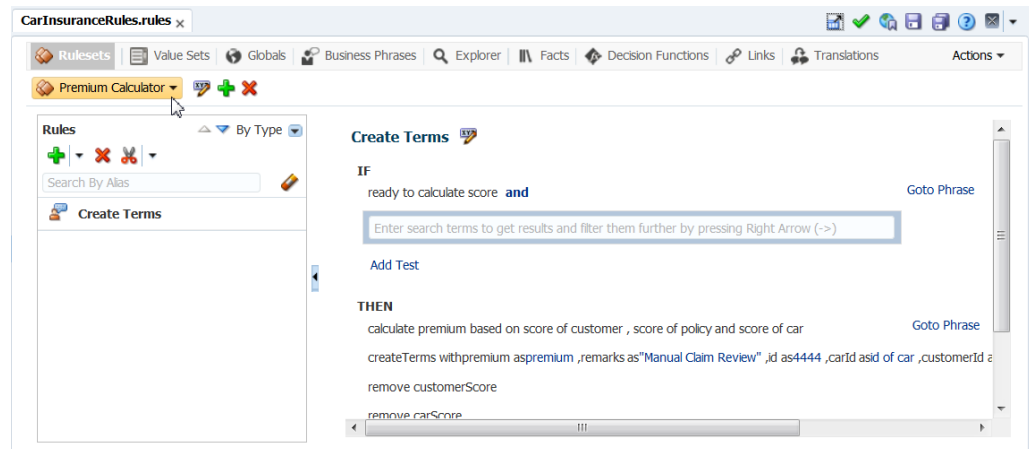 CarInsuranceRules.rules
Rulesets Value Sets Globals Business Phrases Explorer Facts Decision Functions Links Translations Actions
Premium Calculator
Rules By Type
Search By Alias
Create Terms
Create Terms
IF
ready to calculate score and Goto Phrase
Enter search terms to get results and filter them further by pressing Right Arrow (->)
Add Test
THEN
calculate premium based on score of customer , score of policy and score of car Goto Phrase
createTerms withpremium aspremium ,remarks as"Manual Claim Review" ,id as4444 ,carId asid of car ,customerId a
remove customerScore
remove carScore